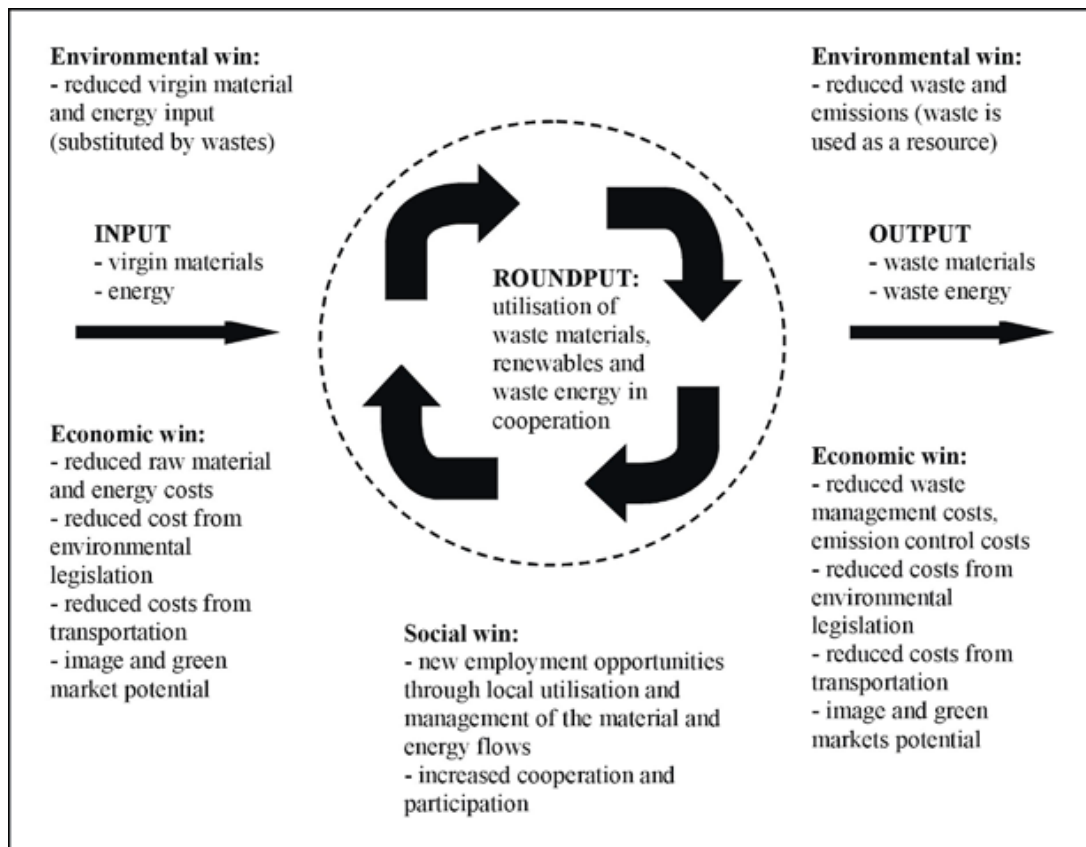 Environmental win:
- reduced virgin material
and energy input
(substituted by wastes)
INPUT
- virgin materials
- energy
Economic win:
- reduced raw material
and energy costs
- reduced cost from
environmental
legislation
- reduced costs from
transportation
- image and green
market potential
ROUNDPUT:
utilisation of
waste materials,
renewables and
waste energy in
cooperation
Social win:
- new employment opportunities
through local utilisation and
management of the material and
energy flows
- increased cooperation and
participation
Environmental win:
- reduced waste and
emissions (waste is
used as a resource)
OUTPUT
- waste materials
- waste energy
Economic win:
- reduced waste
management costs,
emission control costs
- reduced costs from
environmental
legislation
- reduced costs from
transportation
- image and green
markets potential